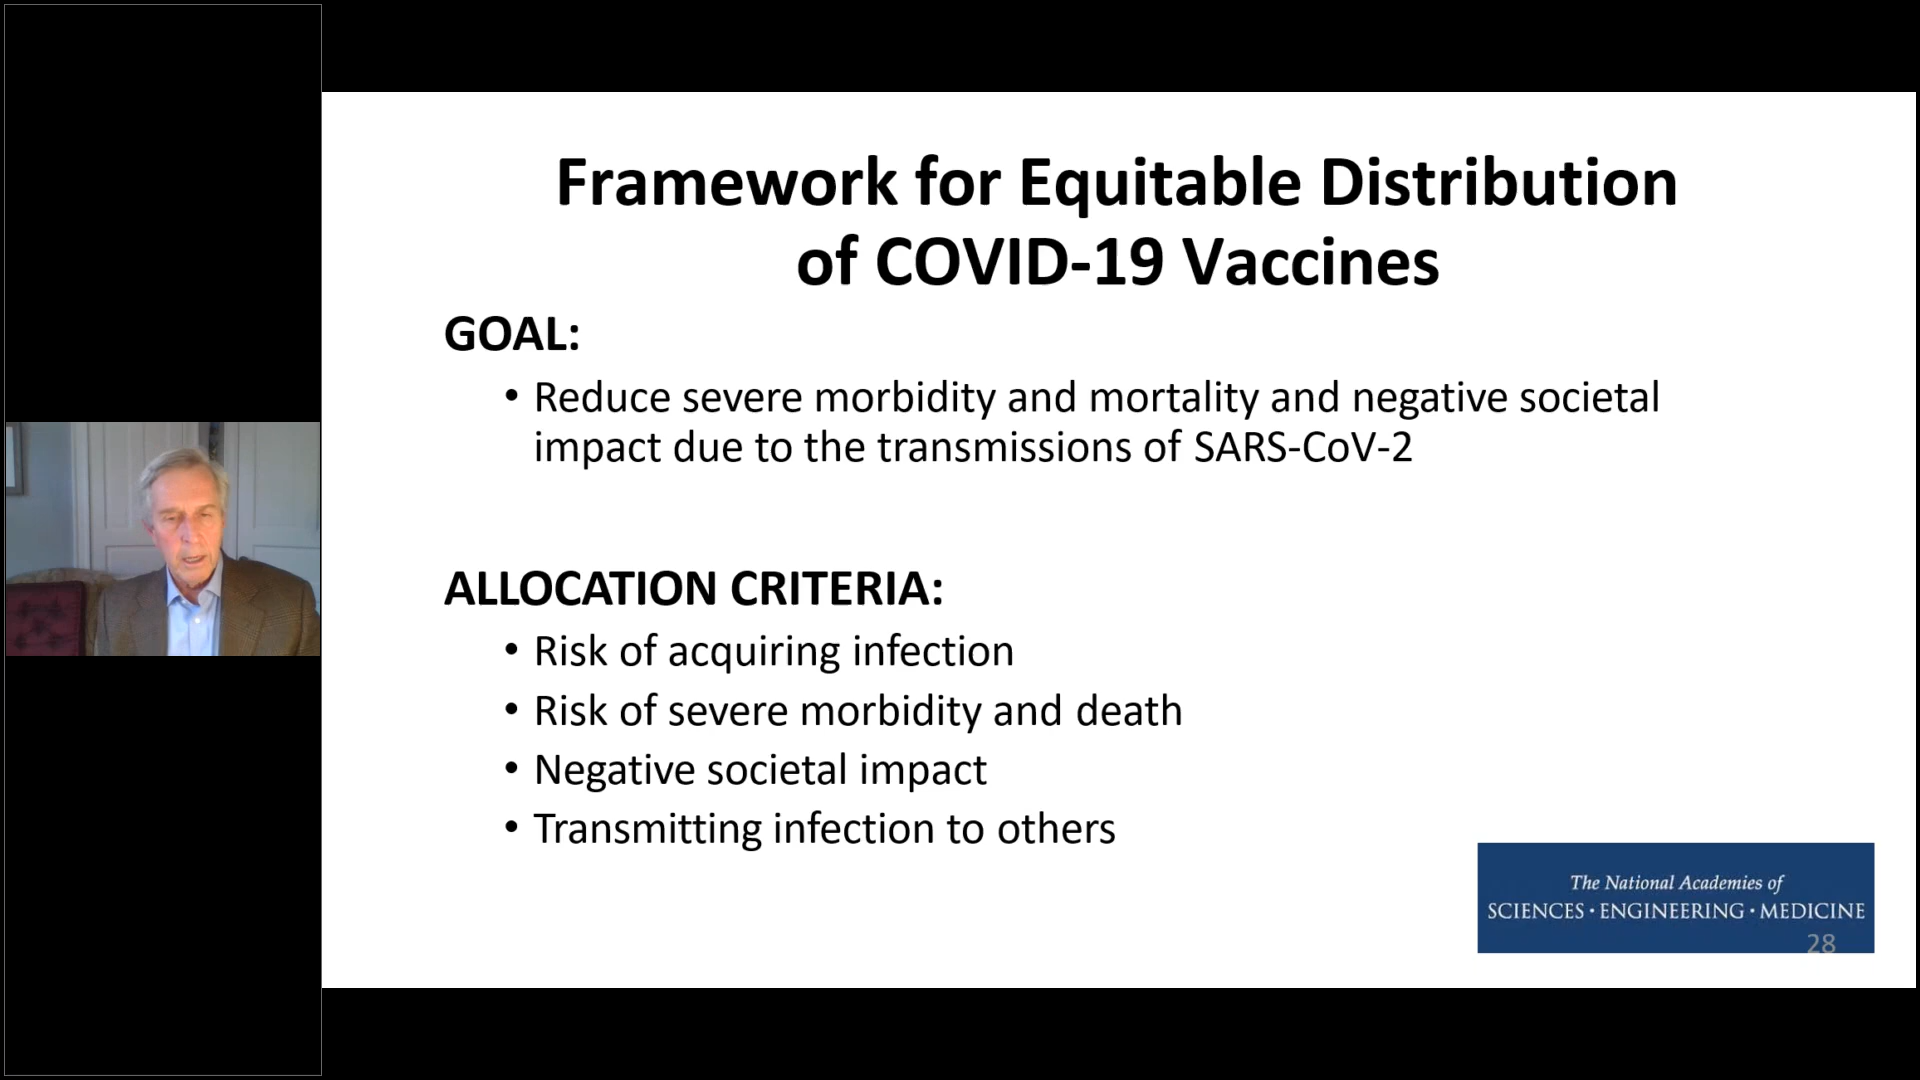 Framework for Equitable Distribution
of COVID-19 Vaccines
GOAL:
• Reduce severe morbidity and mortality and negative societal
impact due to the transmissions of SARS-CoV-2
ALLOCATION CRITERIA:
• Risk of acquiring infection
• Risk of severe morbidity and death
• Negative societal impact
• Transmitting infection to others
The National Academies of
SCIENCES • ENGINEERING • MEDICINE
28